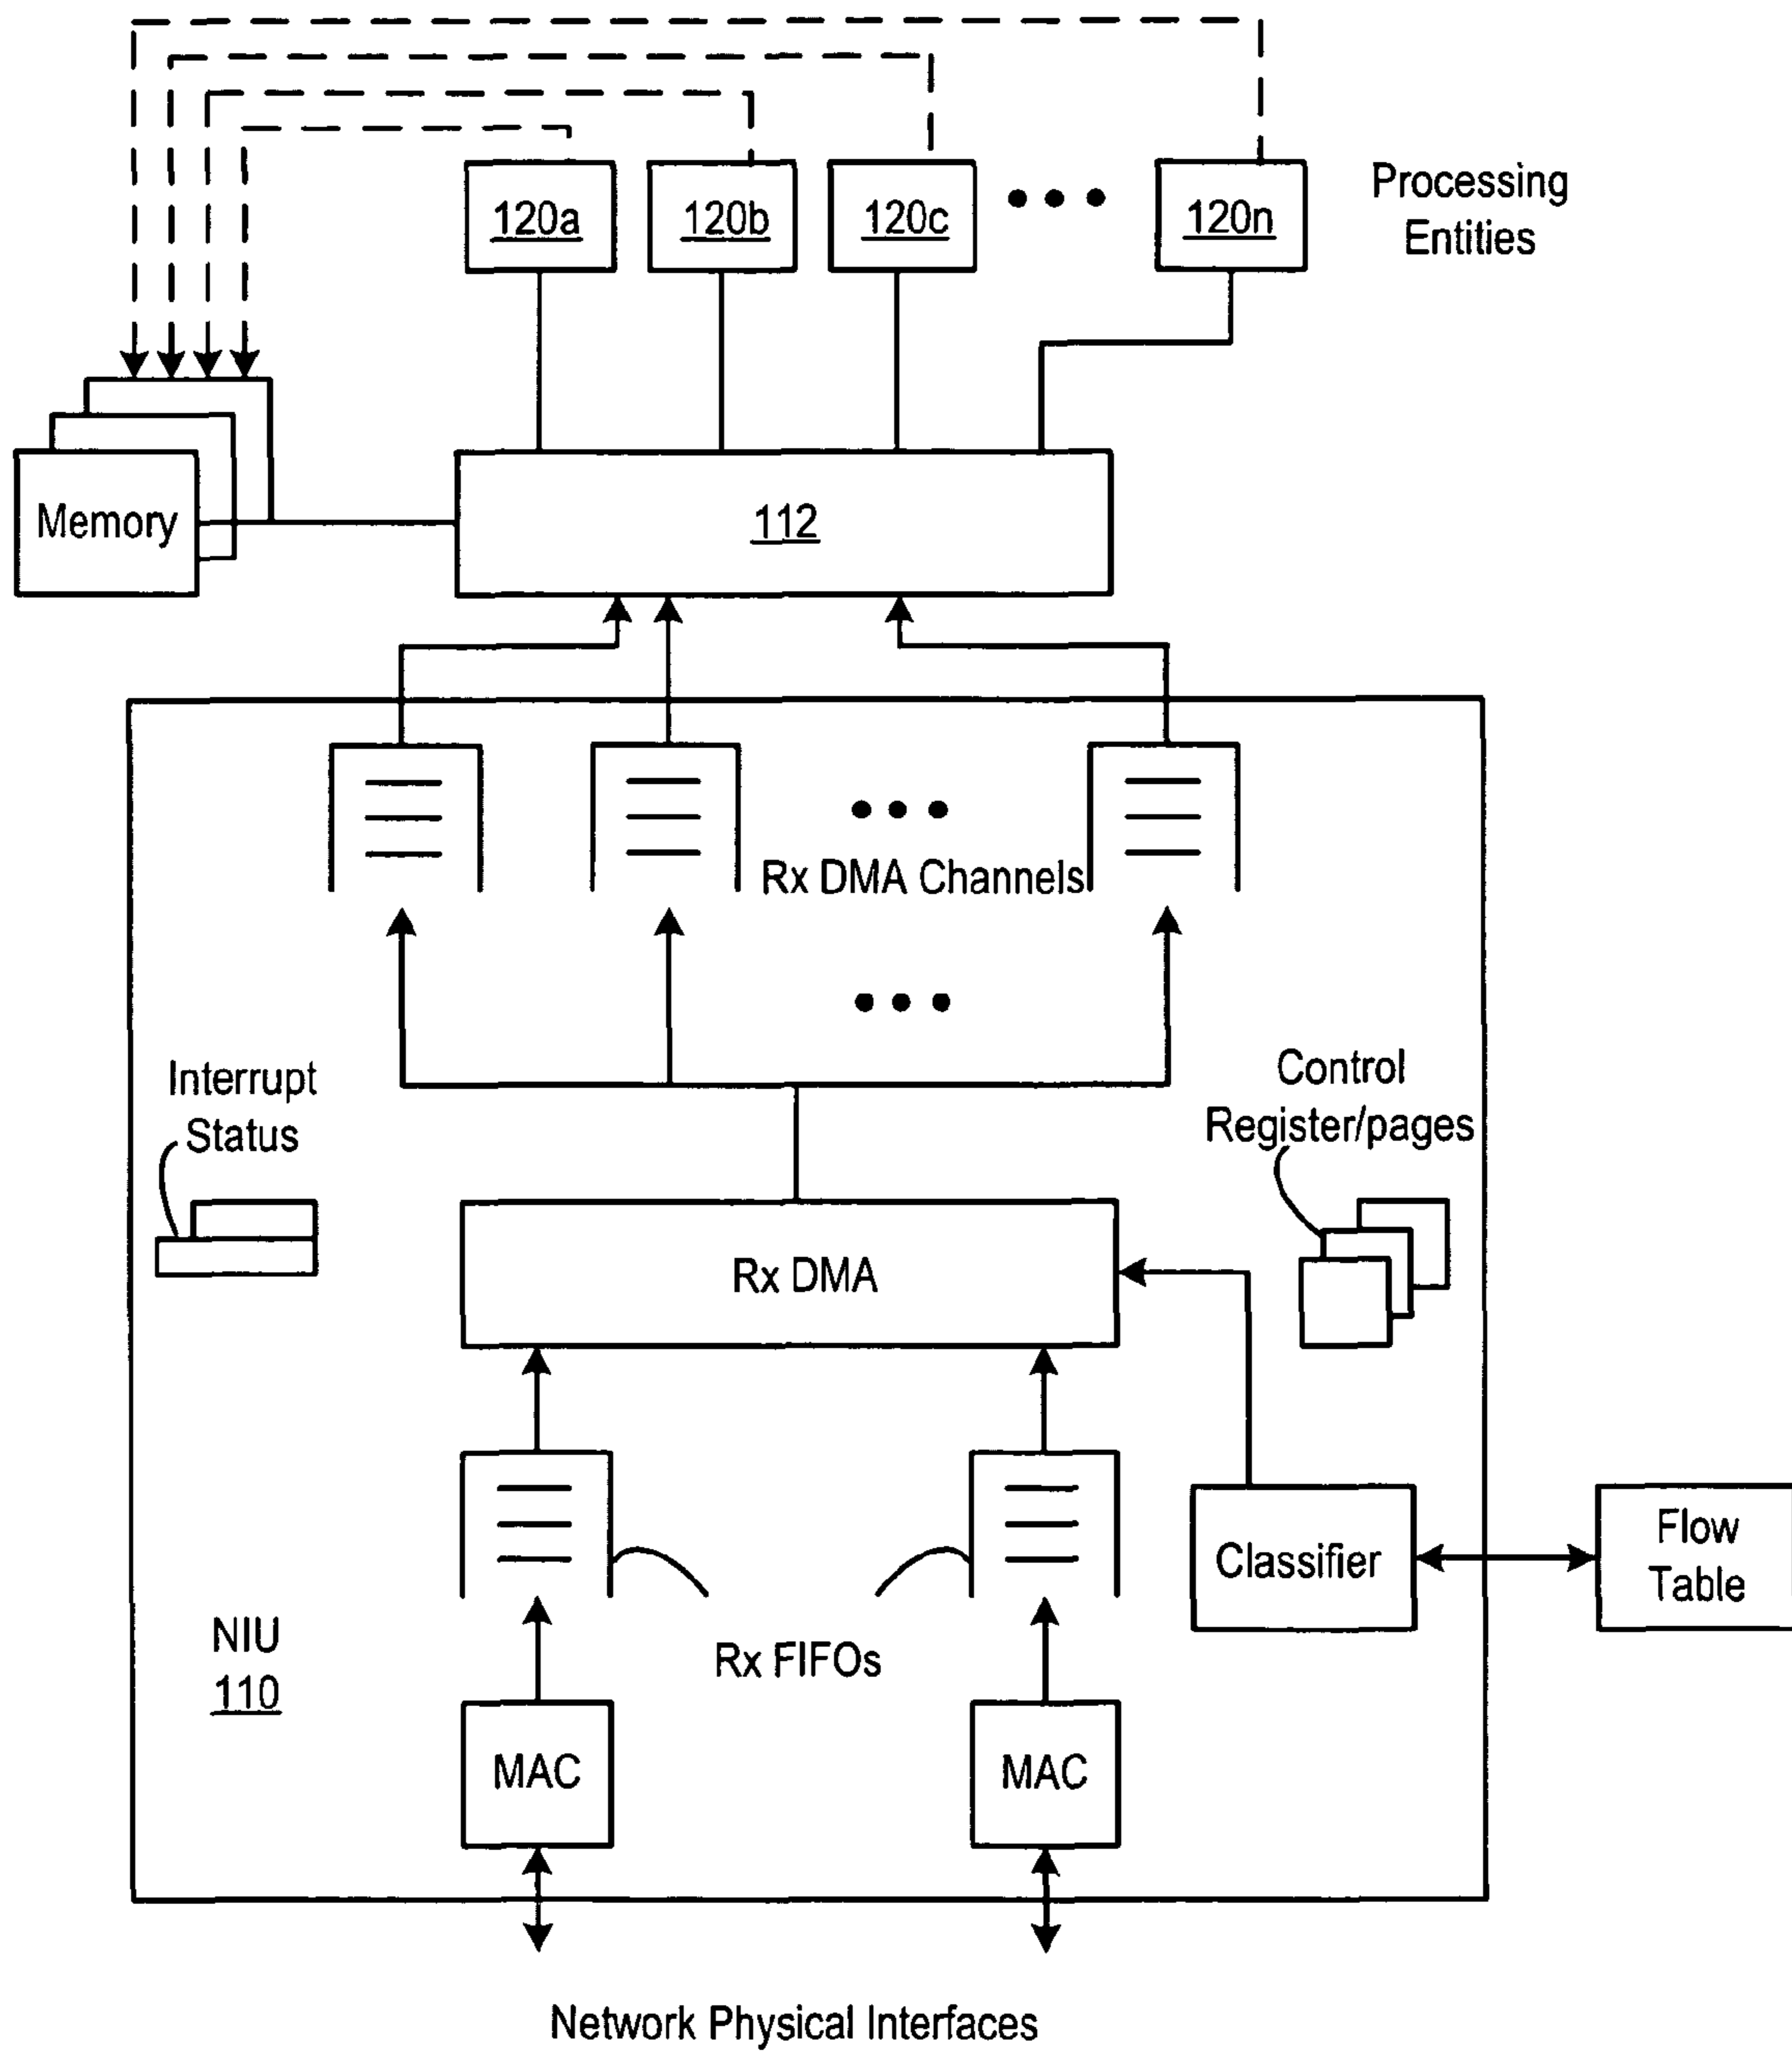 120a
120b
120c
120n
Processing
Entities
Memory
112
Rx DMA Channels
Interrupt
Status
Control
Register/pages
Rx DMA
Classifier
Flow
Table
NIU
110
Rx FIFOs
MAC
MAC
Network Physical Interfaces